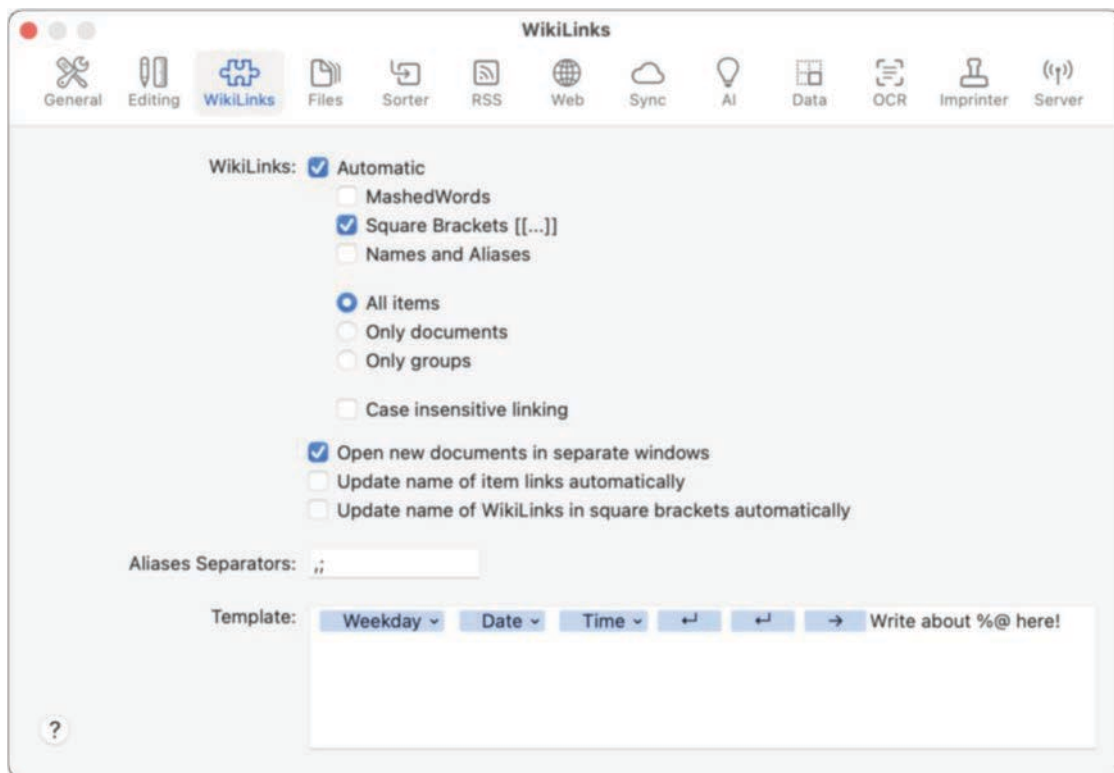 WikiLinks
General Editing WikiLinks Files Sorter RSS Web Sync AI Data OCR Imprinter Server
WikiLinks: Automatic
MashedWords
Square Brackets [[...]]
Names and Aliases
All items
Only documents
Only groups
Case insensitive linking
Open new documents in separate windows
Update name of item links automatically
Update name of WikiLinks in square brackets automatically
Aliases Separators: ,;
Template: Weekday Date Time ↵ ↵ → Write about %@ here!
?